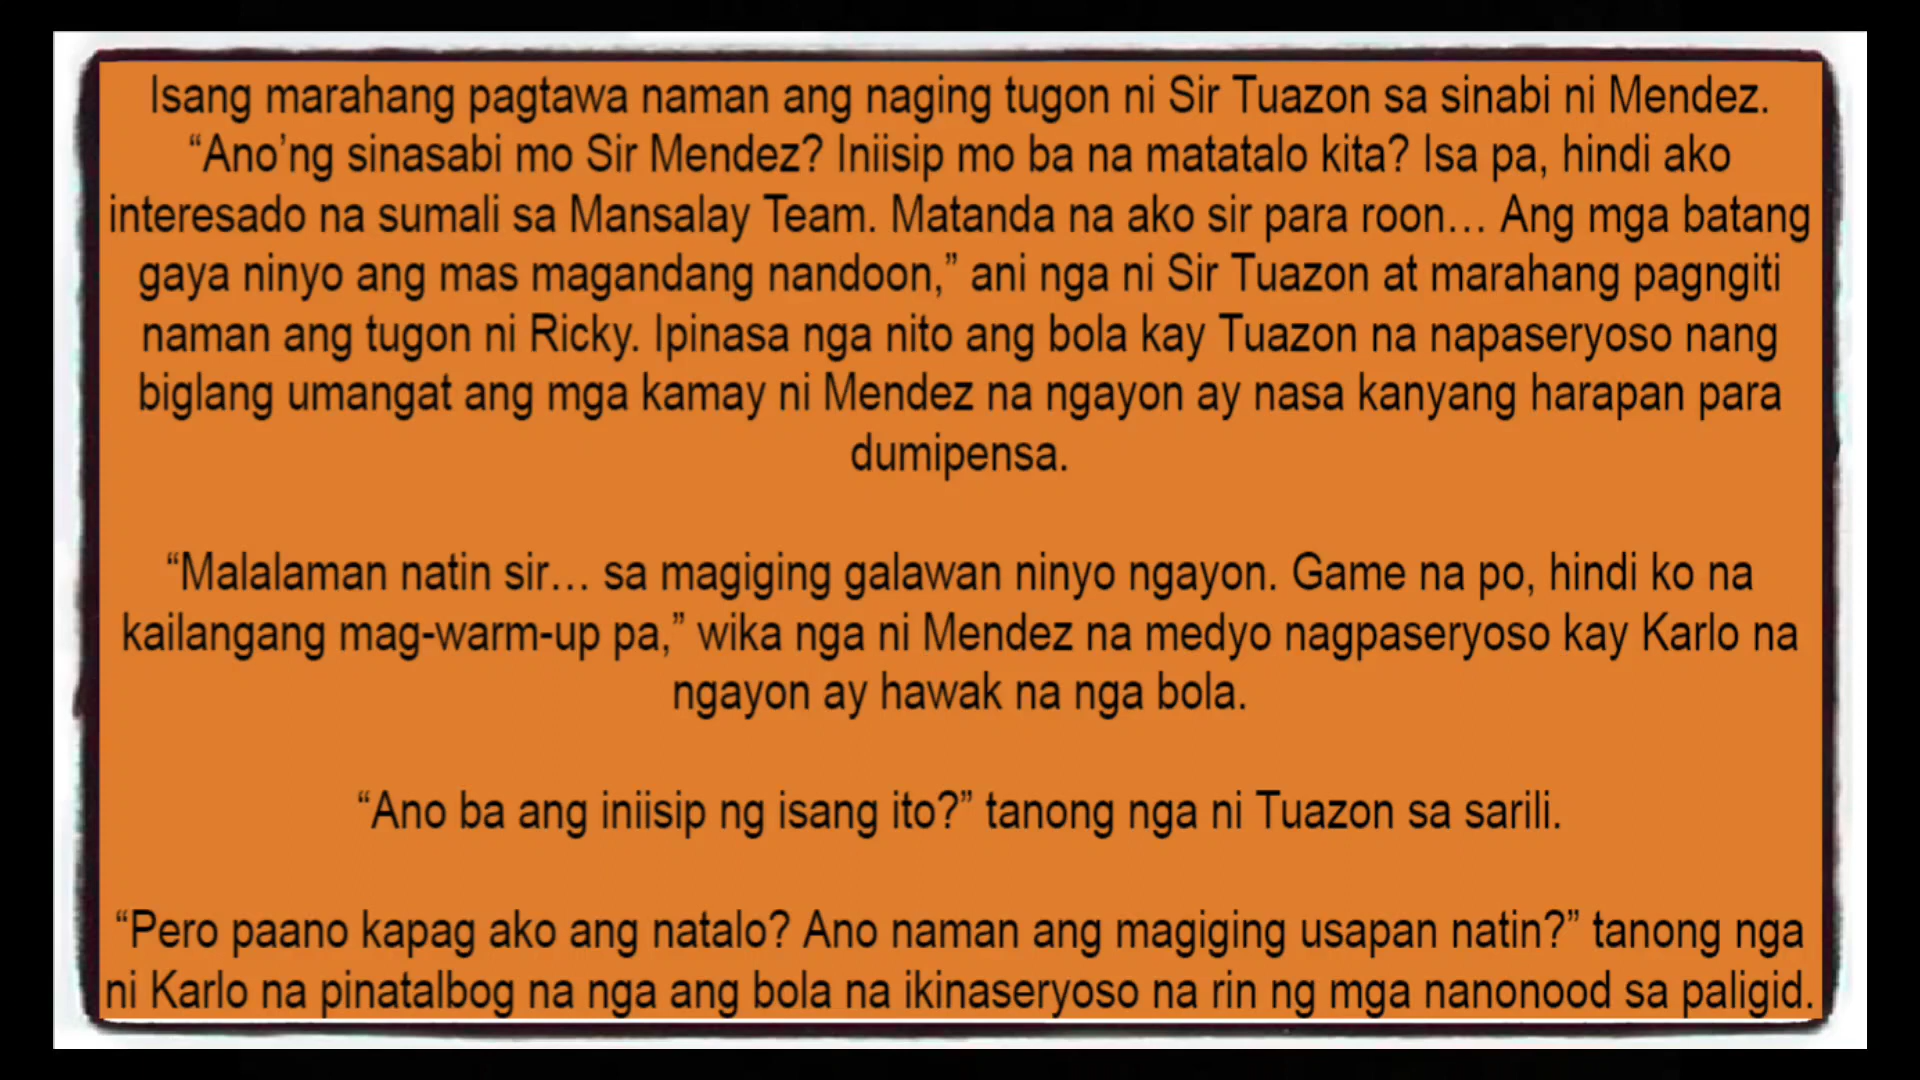 Isang marahang pagtawa naman ang naging tugon ni Sir Tuazon sa sinabi ni Mendez.
“Ano’ng sinasabi mo Sir Mendez? Iniisip mo ba na matatalo kita? Isa pa, hindi ako
interesado na sumali sa Mansalay Team. Matanda na ako sir para roon… Ang mga batang
gaya ninyo ang mas magandang nandoon,” ani nga ni Sir Tuazon at marahang pagngiti
naman ang tugon ni Ricky. Ipinasa nga nito ang bola kay Tuazon na napaseryoso nang
biglang umangat ang mga kamay ni Mendez na ngayon ay nasa kanyang harapan para
dumipensa.
“Malalaman natin sir… sa magiging galawan ninyo ngayon. Game na po, hindi ko na
kailangang mag-warm-up pa,” wika nga ni Mendez na medyo nagpaseryoso kay Karlo na
ngayon ay hawak na nga bola.
“Ano ba ang iniisip ng isang ito?” tanong nga ni Tuazon sa sarili.
“Pero paano kapag ako ang natalo? Ano naman ang magiging usapan natin?” tanong nga
ni Karlo na pinatalbog na nga ang bola na ikinaseryoso na rin ng mga nanonood sa paligid.